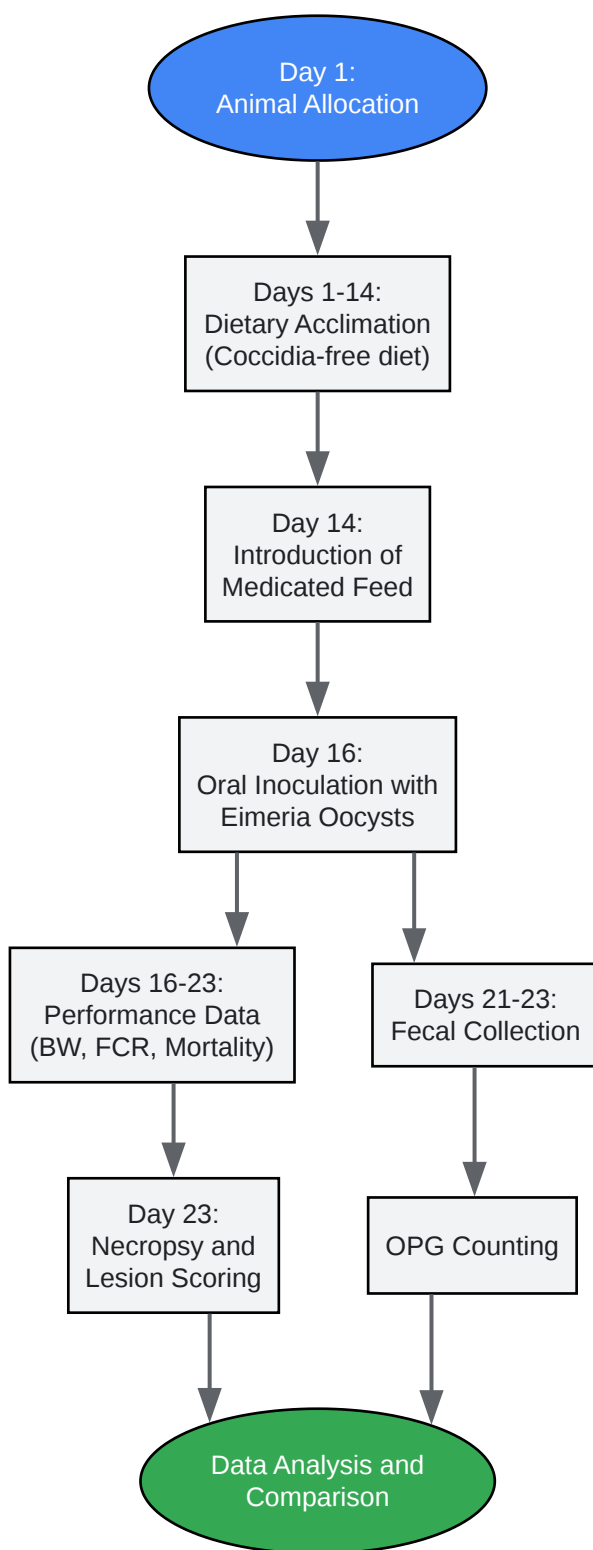 Day 1:
Animal Allocation
Days 1-14:
Dietary Acclimation
(Coccidia-free diet)
Day 14:
Introduction of
Medicated Feed
Day 16:
Oral Inoculation with
Eimeria Oocysts
Days 16-23:
Performance Data
(BW, FCR, Mortality)
Days 21-23:
Fecal Collection
Day 23:
Necropsy and
Lesion Scoring
OPG Counting
Data Analysis and
Comparison